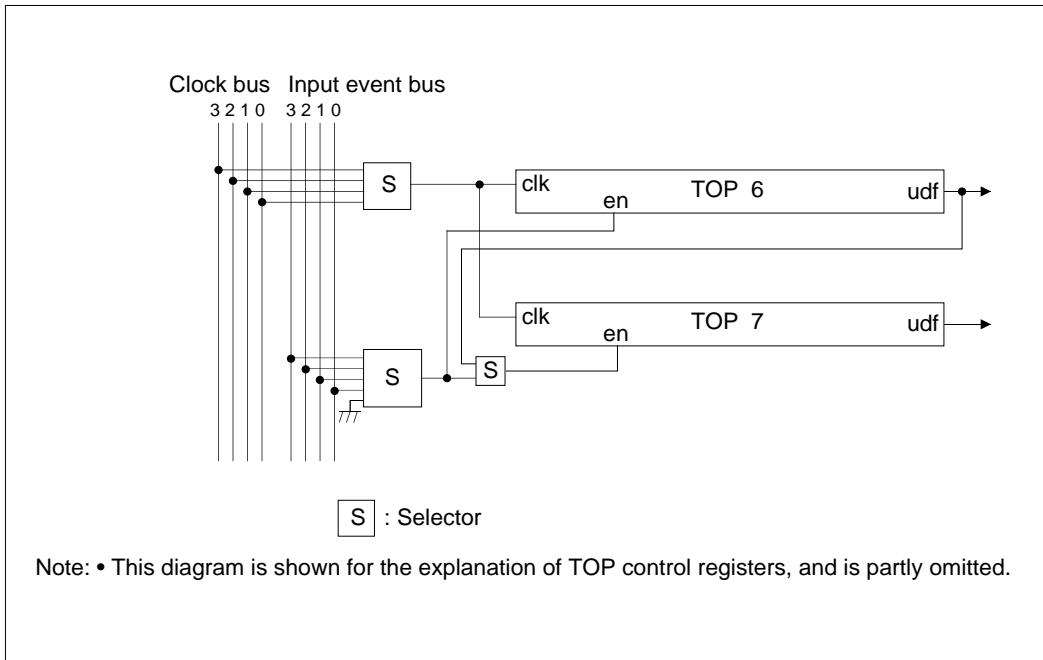 Clock bus Input event bus
3 2 1 0 3 2 1 0
S
clk TOP 6 udf
en
clk TOP 7 udf
en
S
S
S : Selector
Note: • This diagram is shown for the explanation of TOP control registers, and is partly omitted.